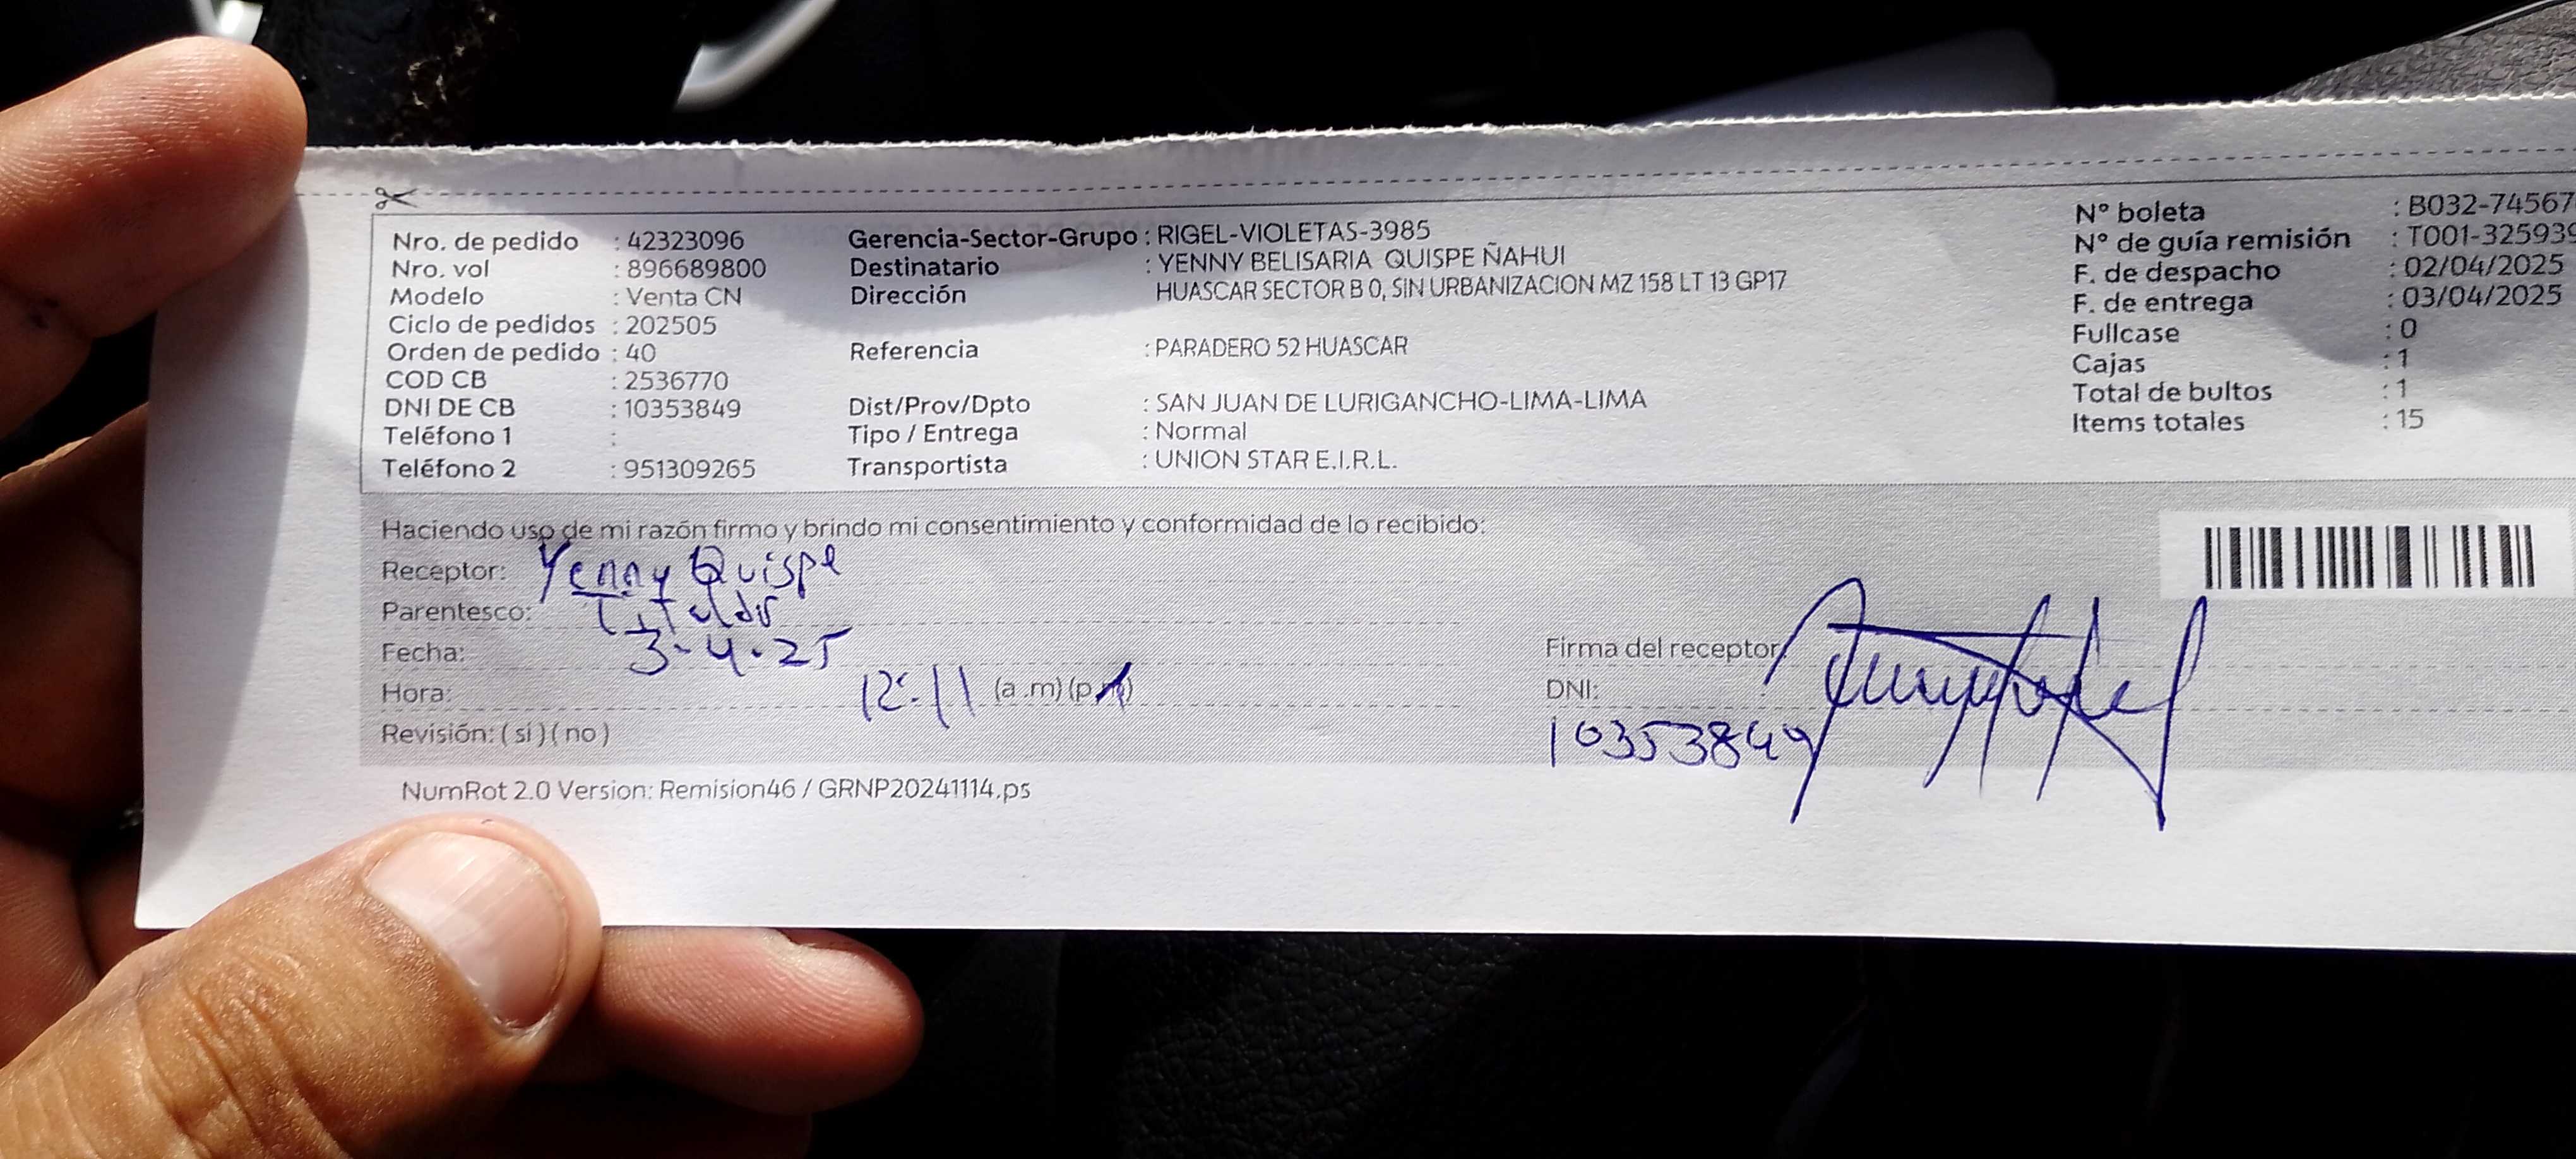 Nro. de pedido : 42323096
Nro. vol : 896689800
Modelo : Venta CN
Ciclo de pedidos : 202505
Orden de pedido : 40
COD CB : 2536770
DNI DE CB : 10353849
Teléfono 1 :
Teléfono 2 : 951309265
Gerencia-Sector-Grupo : RIGEL-VIOLETAS-3985
Destinatario : YENNY BELISARIA QUISPE ÑAHUI
Dirección HUASCAR SECTOR B 0, SIN URBANIZACION MZ 158 LT 13 GP17
Referencia : PARADERO 52 HUASCAR
Dist/Prov/Dpto : SAN JUAN DE LURIGANCHO-LIMA-LIMA
Tipo / Entrega : Normal
Transportista : UNION STAR E.I.R.L.
N° boleta : B032-74567
N° de guía remisión : T001-325939
F. de despacho : 02/04/2025
F. de entrega : 03/04/2025
Fullcase : 0
Cajas : 1
Total de bultos : 1
Items totales : 15
Haciendo uso de mi razón firmo y brindo mi consentimiento y conformidad de lo recibido:
Receptor: Yenny Quispe
Parentesco:
Fecha: 3-4-25
Hora: 12:11 (a.m)(p.m)
Revisión: ( si ) ( no )
Firma del receptor
DNI:
10353849
NumRot 2.0 Version: Remision46 / GRNP20241114.ps